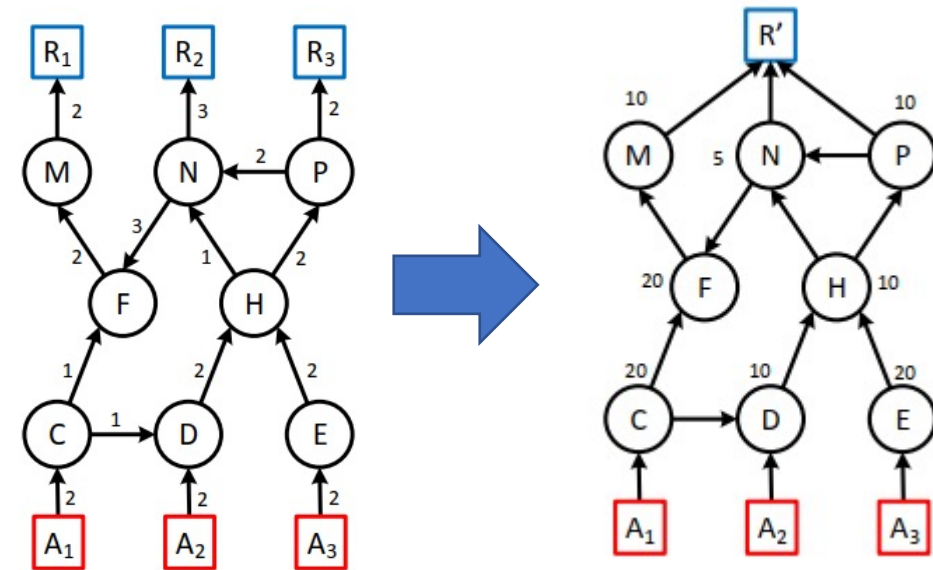 R₁ R₂ R₃ R’
2 3 2 10 10
M N P M N P
2 5
3
2 1 2
F H 20 F H 10
1 2 2 20 10 20
C D E C D E
1
2 2 2
A₁ A₂ A₃ A₁ A₂ A₃